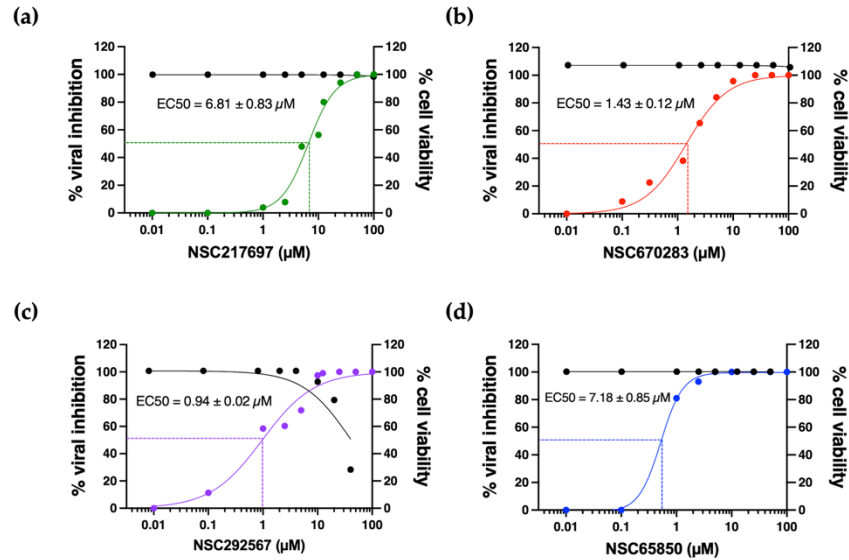 (a)
120
100
80
60
40
20
0
% viral inhibition
EC50 = 6.81 ± 0.83 µM
120
100
80
60
40
20
0
% cell viability
0.01 0.1 1 10 100
NSC217697 (µM)
(b)
120
100
80
60
40
20
0
% viral inhibition
EC50 = 1.43 ± 0.12 µM
120
100
80
60
40
20
0
% cell viability
0.01 0.1 1 10 100
NSC670283 (µM)
(c)
120
100
80
60
40
20
0
% viral inhibition
EC50 = 0.94 ± 0.02 µM
120
100
80
60
40
20
0
% cell viability
0.01 0.1 1 10 100
NSC292567 (µM)
(d)
120
100
80
60
40
20
0
% viral inhibition
EC50 = 7.18 ± 0.85 µM
120
100
80
60
40
20
0
% cell viability
0.01 0.1 1 10 100
NSC65850 (µM)